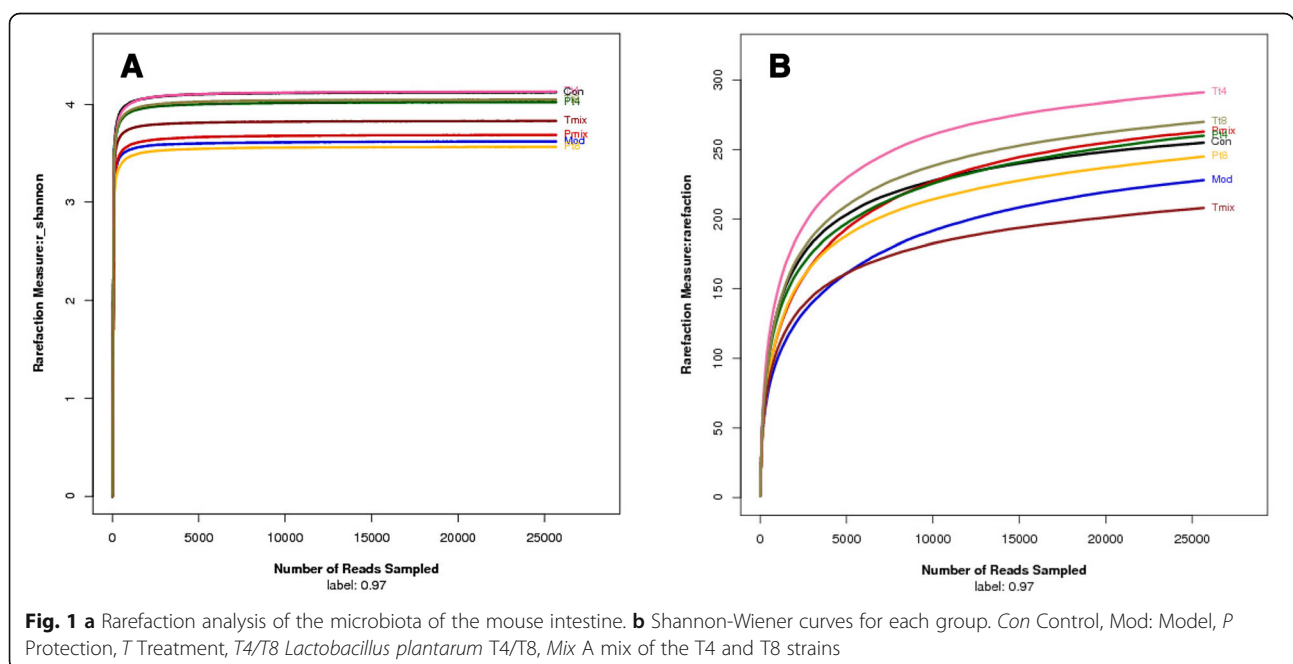 A
Rarefaction Measure:r_shannon
4
3
2
1
0
Con
Pt4
Tmix
Pmix
Mod
Pt8
0 5000 10000 15000 20000 25000
Number of Reads Sampled
label: 0.97
B
Rarefaction Measure:rarefaction
300
250
200
150
100
50
0
Tt4
Tt8
Pmix
Pt4
Con
Pt8
Mod
Tmix
0 5000 10000 15000 20000 25000
Number of Reads Sampled
label: 0.97
Fig. 1 a Rarefaction analysis of the microbiota of the mouse intestine. b Shannon-Wiener curves for each group. Con Control, Mod: Model, P
Protection, T Treatment, T4/T8 Lactobacillus plantarum T4/T8, Mix A mix of the T4 and T8 strains